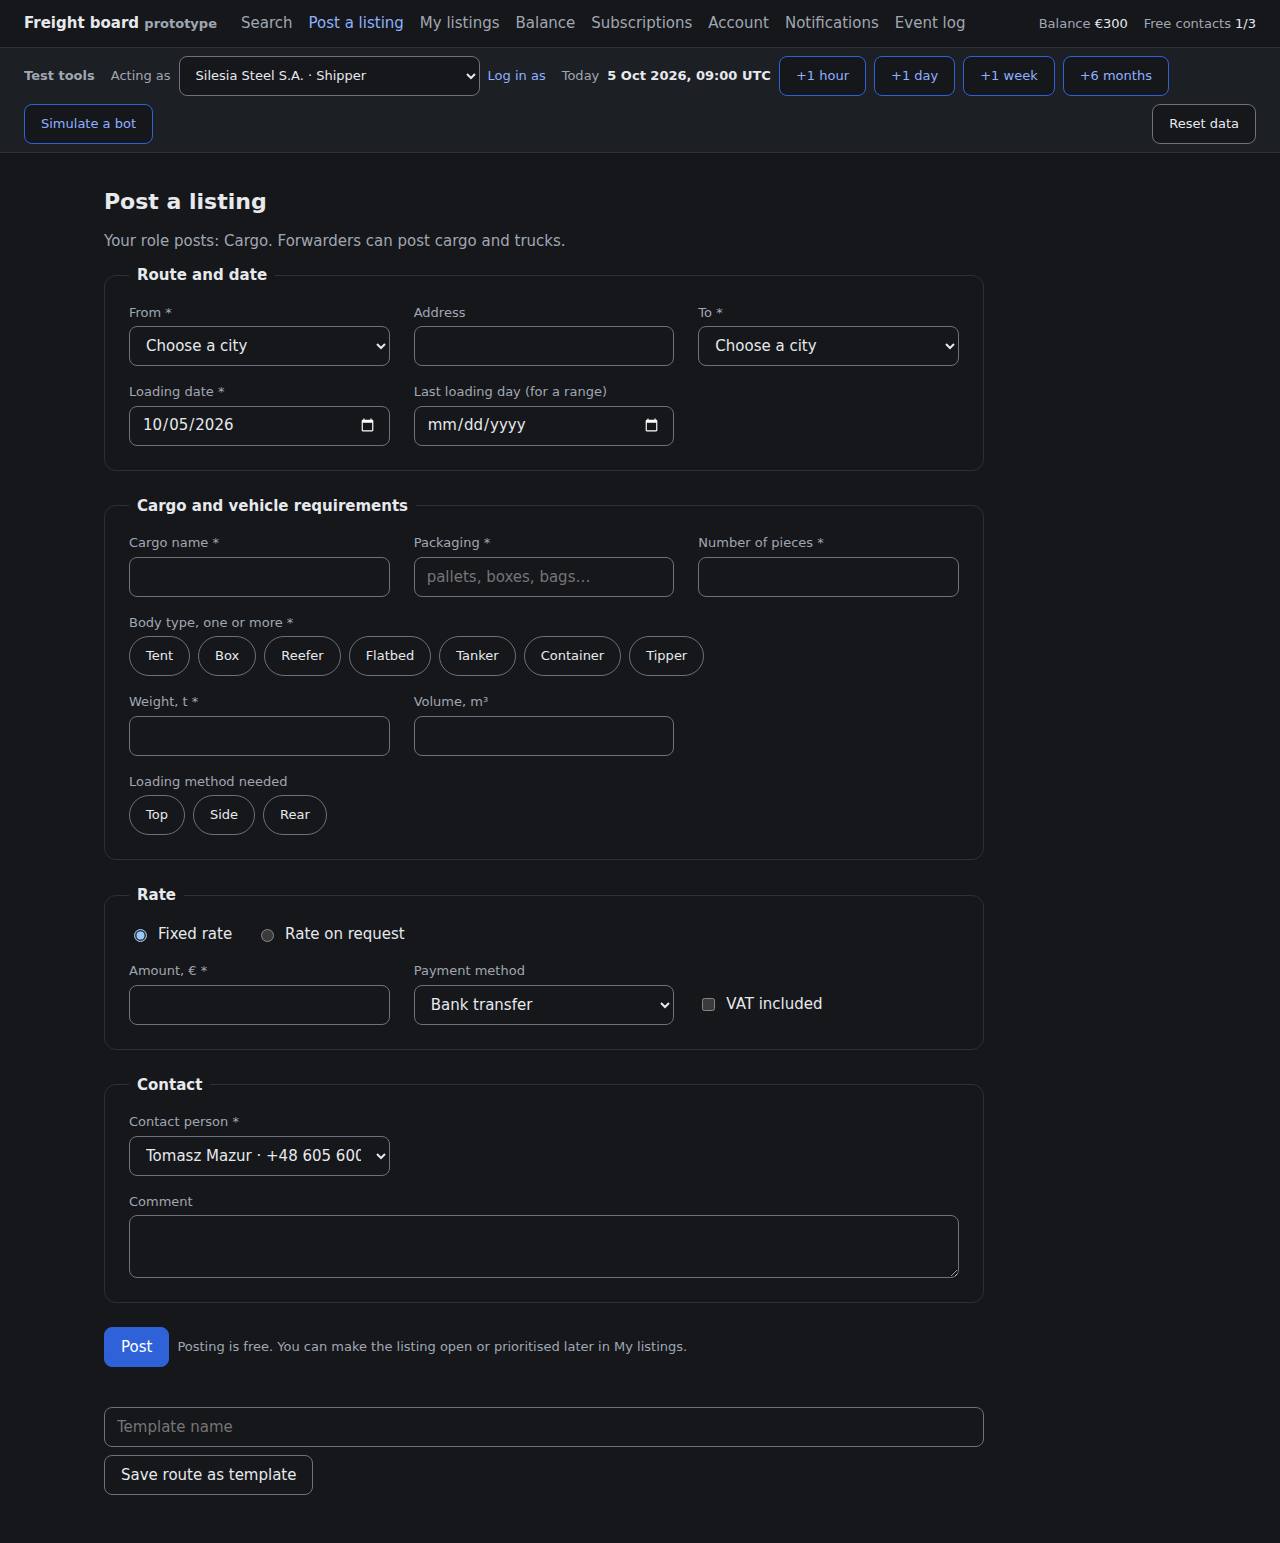 Freight board prototype Search Post a listing My listings Balance Subscriptions Account Notifications Event log Balance €300 Free contacts 1/3
Test tools Acting as Silesia Steel S.A. · Shipper Log in as Today 5 Oct 2026, 09:00 UTC +1 hour +1 day +1 week +6 months
Simulate a bot Reset data
Post a listing
Your role posts: Cargo. Forwarders can post cargo and trucks.
Route and date
From * Address To *
Choose a city Choose a city
Loading date * Last loading day (for a range)
10/05/2026 mm/dd/yyyy
Cargo and vehicle requirements
Cargo name * Packaging * Number of pieces *
pallets, boxes, bags...
Body type, one or more *
Tent Box Reefer Flatbed Tanker Container Tipper
Weight, t * Volume, m³
Loading method needed
Top Side Rear
Rate
Fixed rate Rate on request
Amount, € * Payment method
Bank transfer VAT included
Contact
Contact person *
Tomasz Mazur · +48 605 600
Comment
Post Posting is free. You can make the listing open or prioritised later in My listings.
Template name
Save route as template